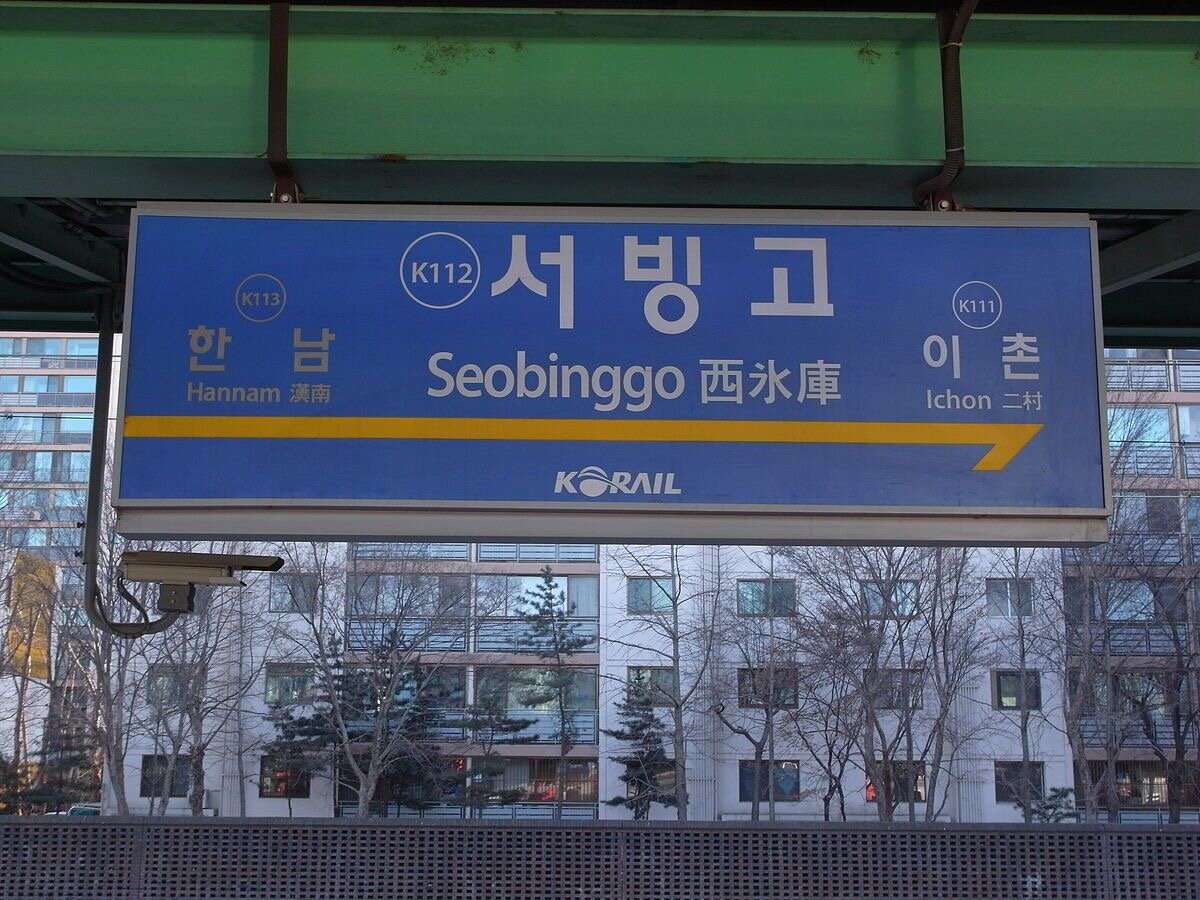 K113
한 남
Hannam 漢南
K112 서빙고
Seobinggo 西氷庫
K111
이 촌
Ichon 二村
KORAIL